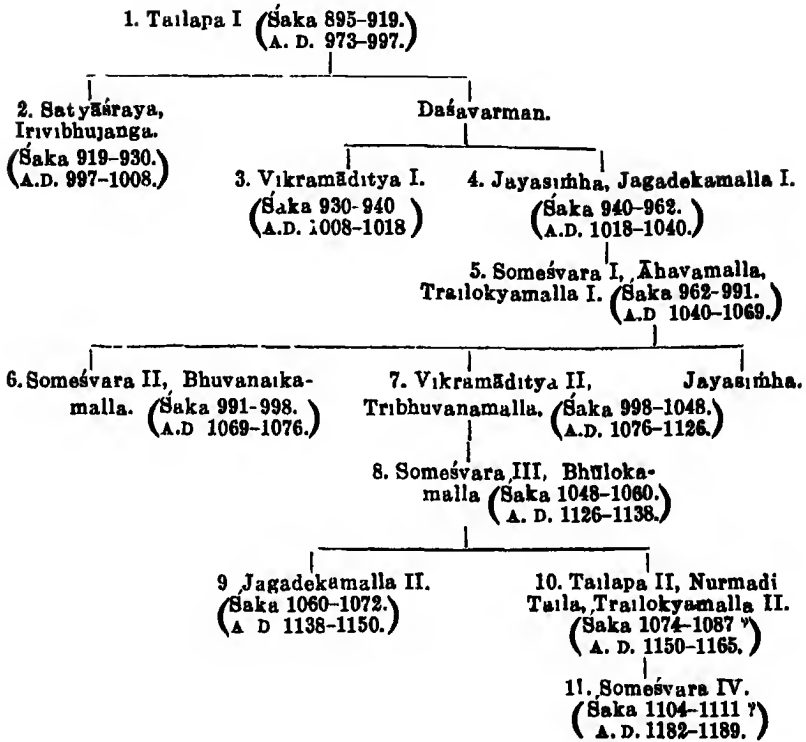 1. Tailapa I (Śaka 895-919.
(A. D. 973-997.)
2. Satyāśraya,
Irivibhujanga.
(Śaka 919-930.
A.D. 997-1008.)
Daśavarman.
3. Vikramāditya I.
(Śaka 930-940
(A.D. 1008-1018)
4. Jayasiṁha, Jagadekamalla I.
(Śaka 940-962.
A.D. 1018-1040.)
5. Someśvara I, Āhavamalla,
Trailokyamalla I. (Śaka 962-991.
(A.D 1040-1069.)
6. Someśvara II, Bhuvanaika-
malla. (Śaka 991-998.
(A.D 1069-1076.)
7. Vikramāditya II,
Tribhuvanamalla. (Śaka 998-1048.
(A.D. 1076-1126.)
Jayasiṁha.
8. Someśvara III, Bhūloka-
malla (Śaka 1048-1060.
(A. D. 1126-1138.)
9 Jagadekamalla II.
(Śaka 1060-1072.
(A D 1138-1150.)
10. Tailapa II, Nurmadi
Taila, Trailokyamalla II.
(Śaka 1074-1087 ?)
(A. D. 1150-1165.)
11. Someśvara IV.
(Śaka 1104-1111 ?)
(A. D. 1182-1189.)